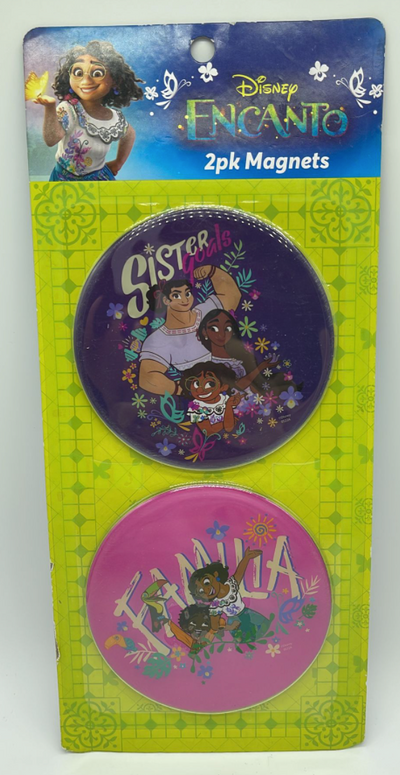 Disney
ENCANTO
2pk Magnets
SISTER
goals
FAMILIA